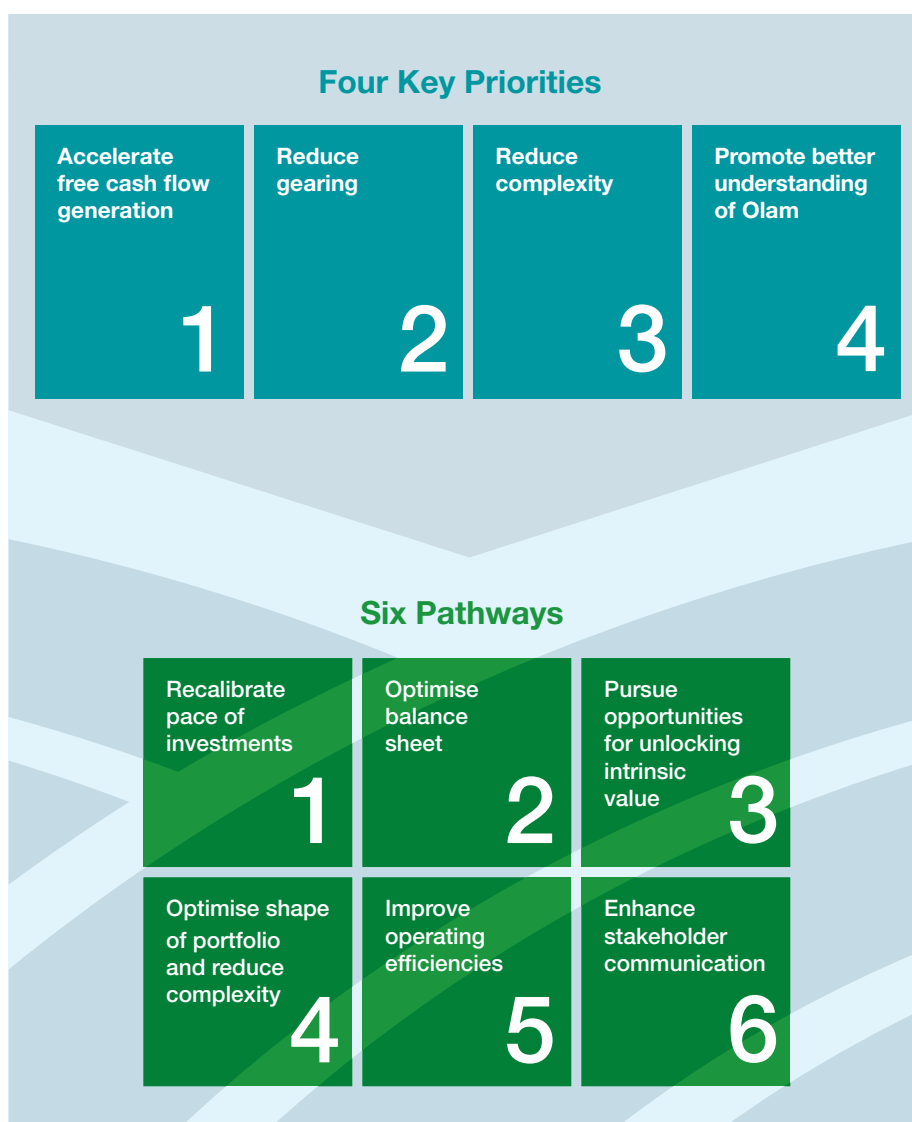 Four Key Priorities
Accelerate
free cash flow
generation
1
Reduce
gearing
2
Reduce
complexity
3
Promote better
understanding
of Olam
4
Six Pathways
Recalibrate
pace of
investments
1
Optimise
balance
sheet
2
Pursue
opportunities
for unlocking
intrinsic
value
3
Optimise shape
of portfolio
and reduce
complexity
4
Improve
operating
efficiencies
5
Enhance
stakeholder
communication
6